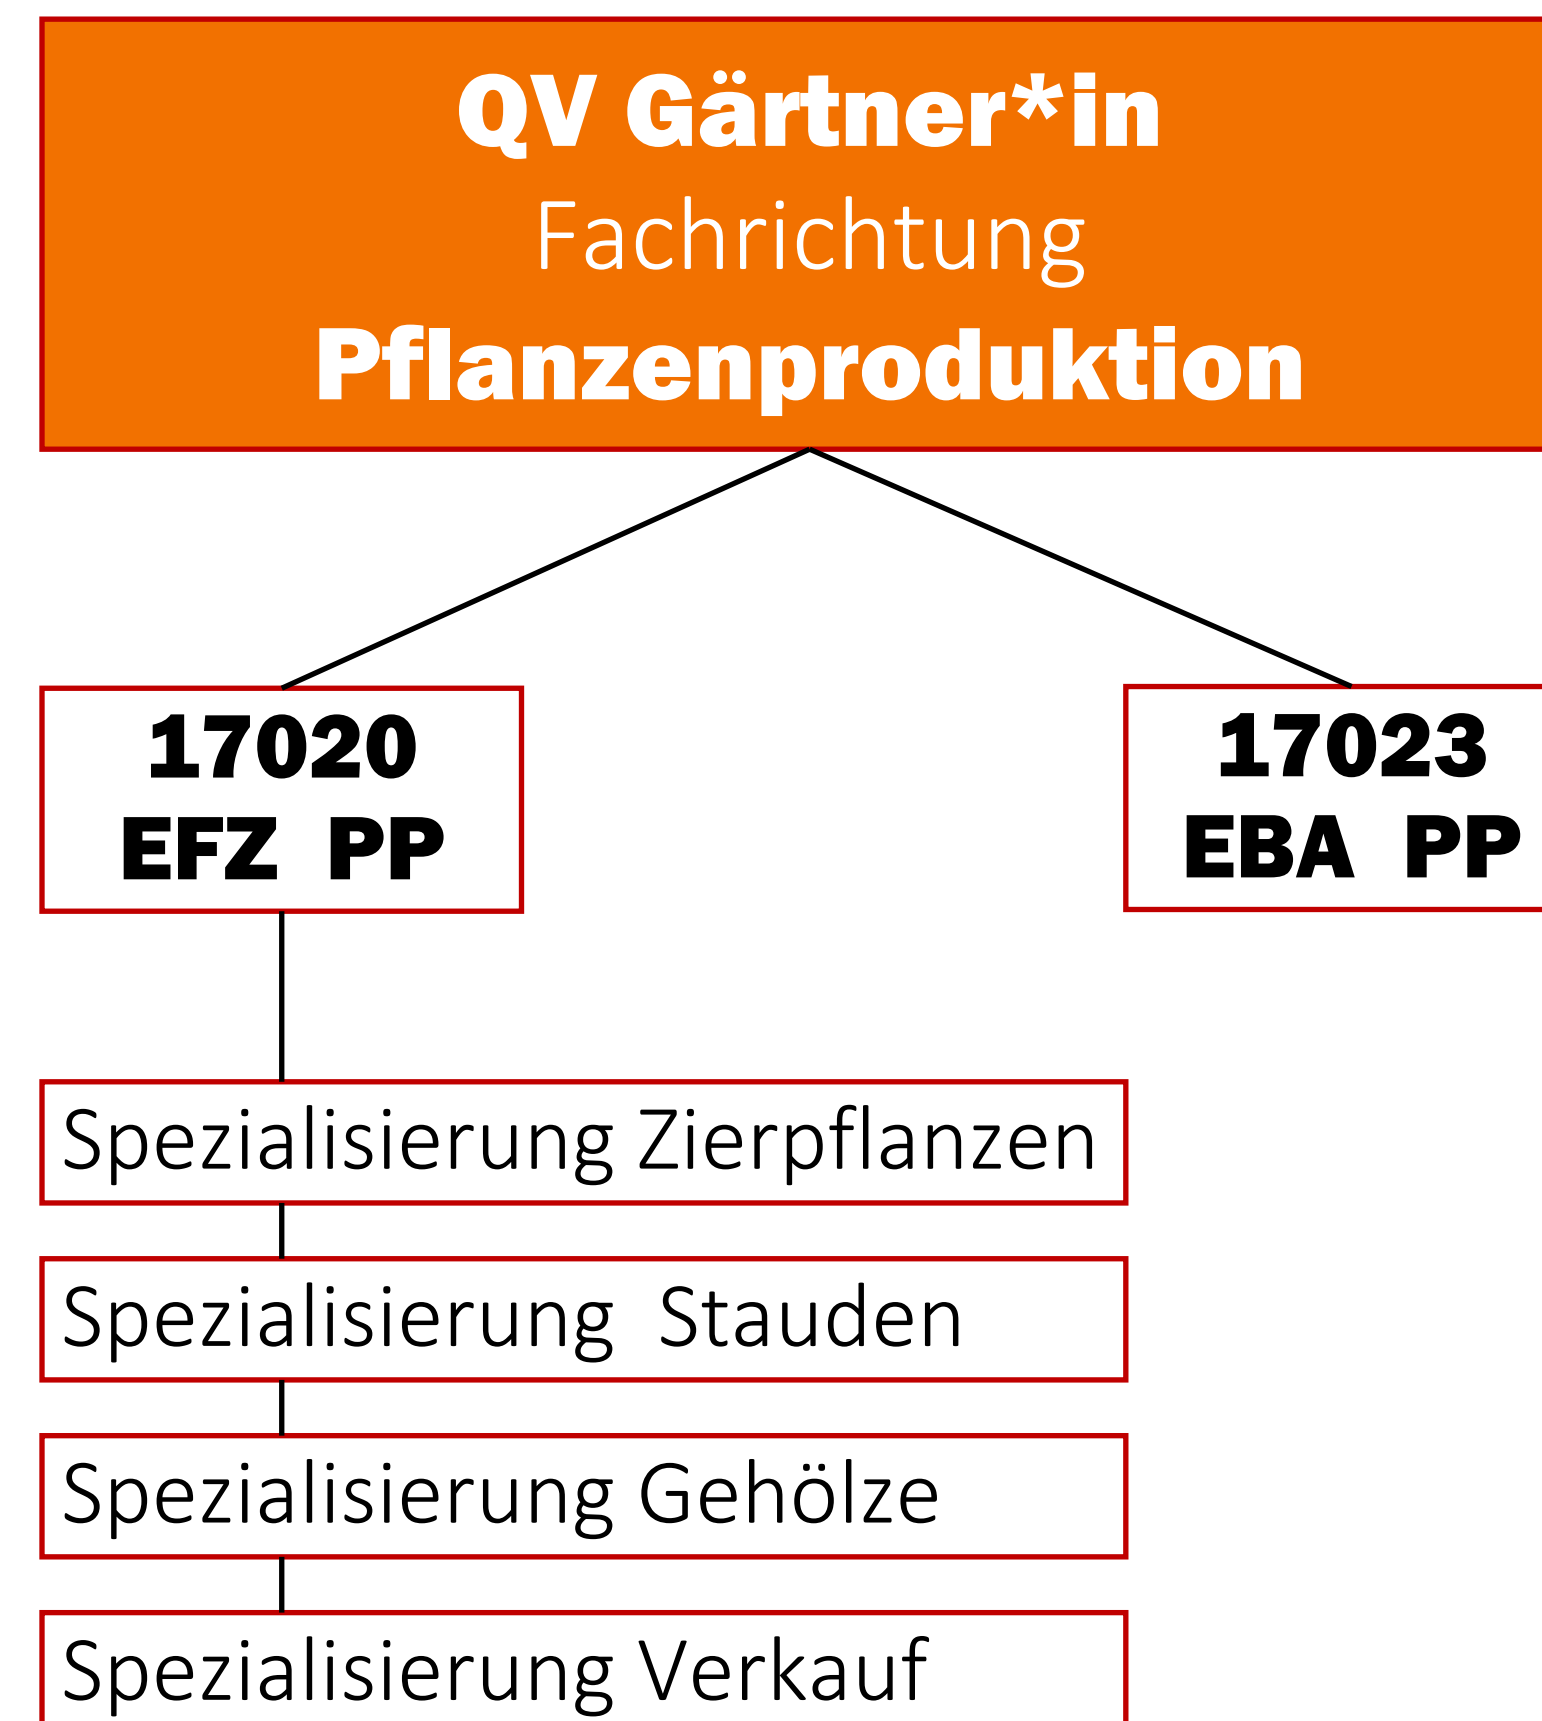 QV Gärtner*in
Fachrichtung
Pflanzenproduktion
17020
EFZ PP
17023
EBA PP
Spezialisierung Zierpflanzen
Spezialisierung Stauden
Spezialisierung Gehölze
Spezialisierung Verkauf